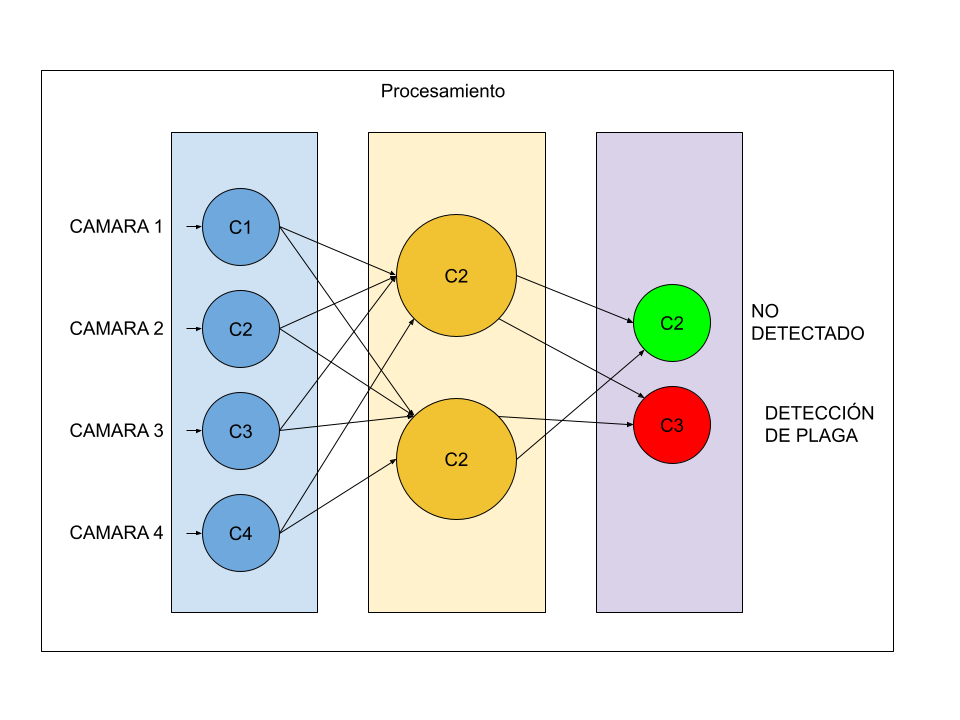 Procesamiento
CAMARA 1
C1
C2
CAMARA 2
C2
C2
NO
DETECTADO
CAMARA 3
C3
C3
DETECCIÓN
DE PLAGA
C2
CAMARA 4
C4